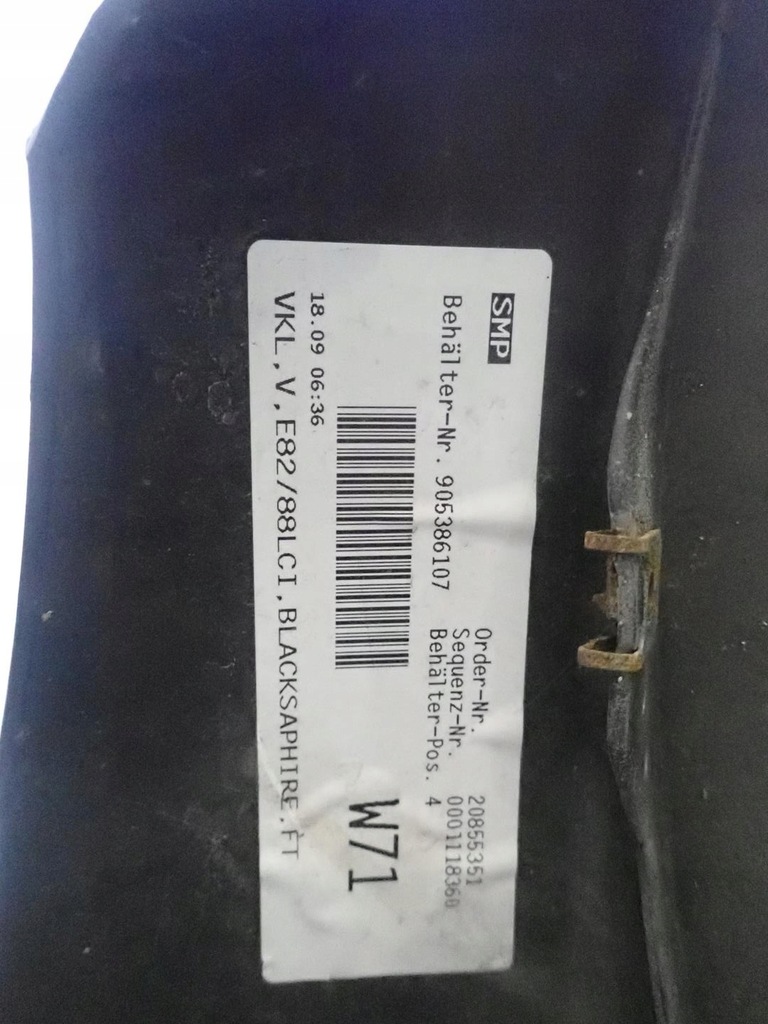 SMP
Behälter-Nr. 905386107
Order-Nr. 20855351
Sequenz-Nr. 0001118360
Behälter-Pos. 4
W71
18.09 06:36
VKL,V,E82/88LCI,BLACKSAPHIRE,FT